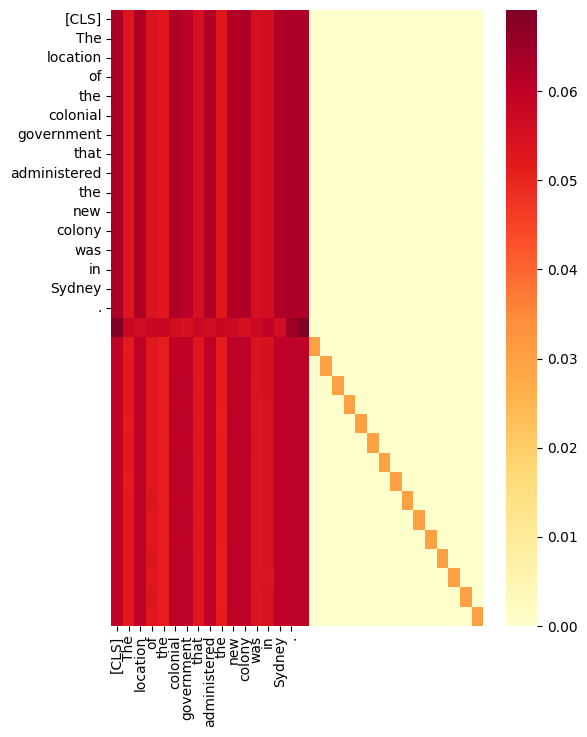 [CLS]
The
location
of
the
colonial
government
that
administered
the
new
colony
was
in
Sydney
.
[CLS]
The
location
of
the
colonial
government
that
administered
the
new
colony
was
in
Sydney
.
0.06
0.05
0.04
0.03
0.02
0.01
0.00